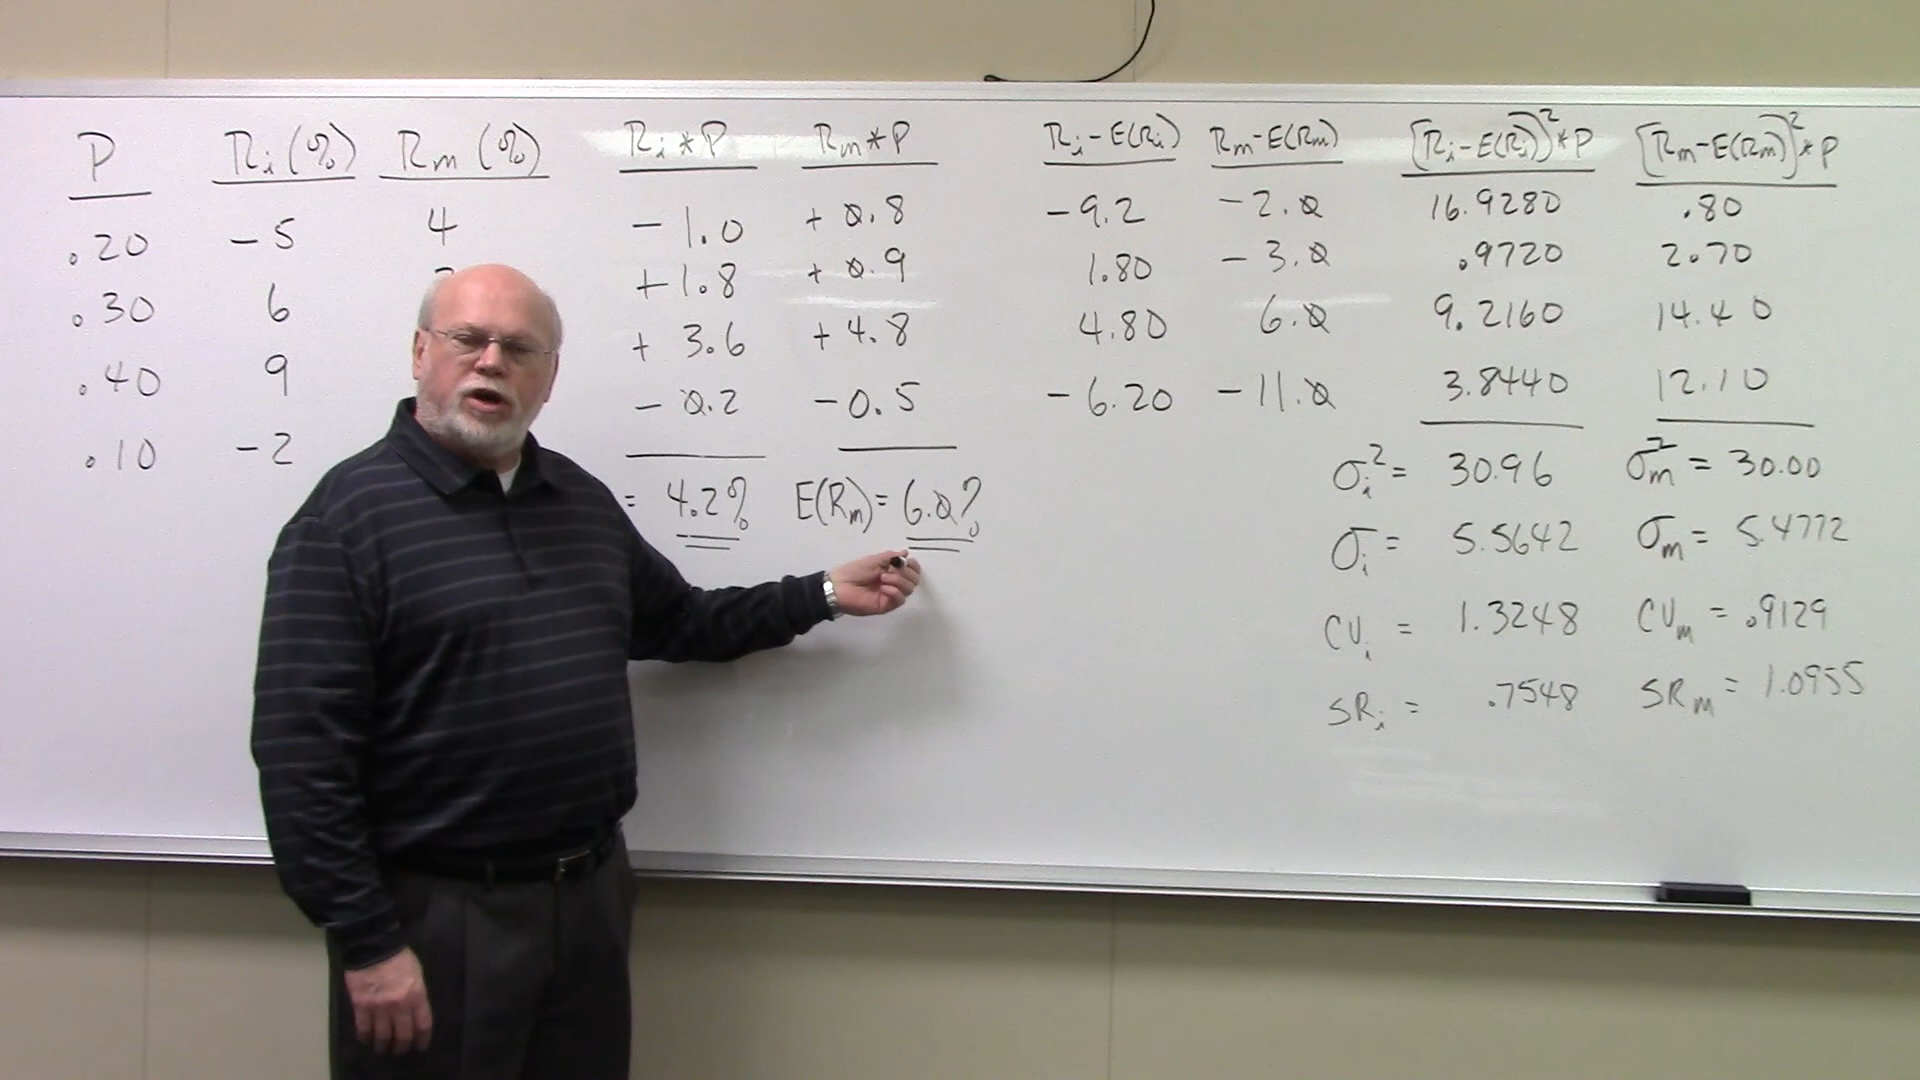 P Ri (%) Rm (%) Ri * P Rm * P Ri - E(Ri) Rm - E(Rm) [Ri - E(Ri)]² * P [Rm - E(Rm)]² * P
.20 - 5 4 - 1.0 + 0.8 - 9.2 - 2.0 16.9280 .80
.30 6 + 1.8 + 0.9 1.80 - 3.0 .9720 2.70
.40 9 + 3.6 + 4.8 4.80 6.0 9.2160 14.40
.10 - 2 - 0.2 - 0.5 - 6.20 - 11.0 3.8440 12.10
= 4.2% E(Rm) = 6.0% σi² = 30.96 σm² = 30.00
σi = 5.5642 σm = 5.4772
CVi = 1.3248 CVm = .9129
SRi = .7548 SRm = 1.0955